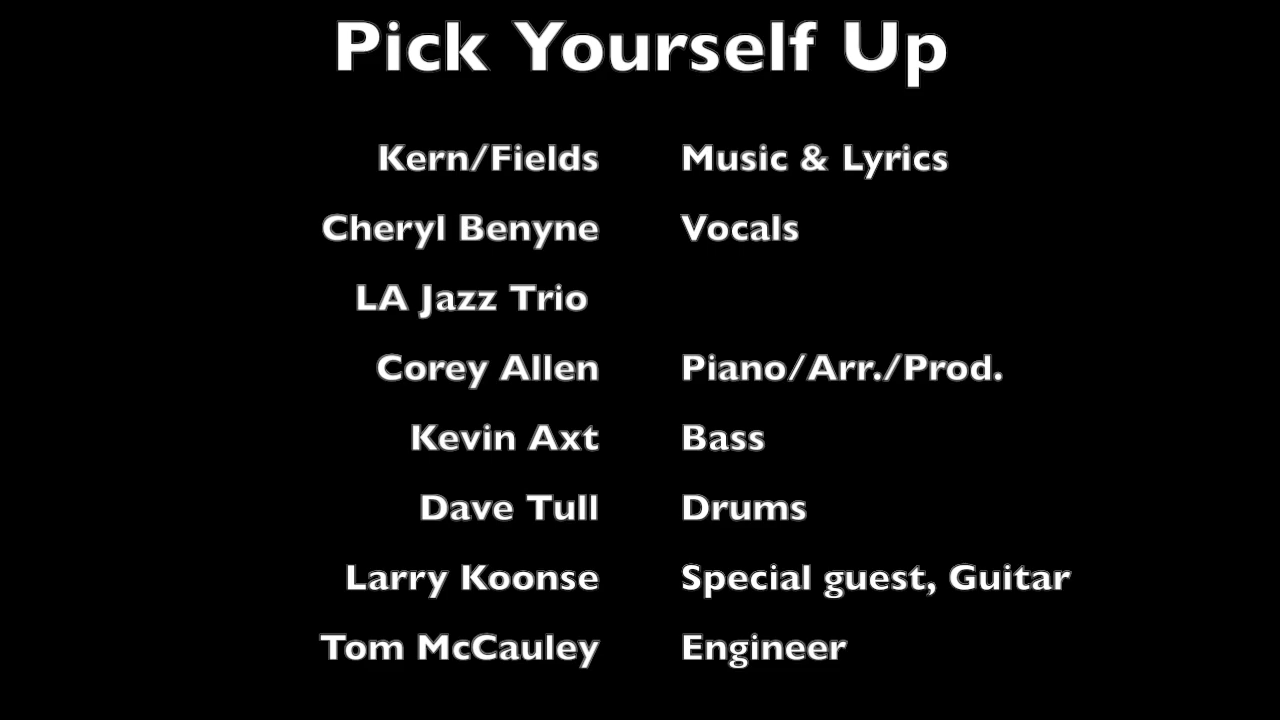 Pick Yourself Up
Kern/Fields Music & Lyrics
Cheryl Benyne Vocals
LA Jazz Trio
Corey Allen Piano/Arr./Prod.
Kevin Axt Bass
Dave Tull Drums
Larry Koonse Special guest, Guitar
Tom McCauley Engineer